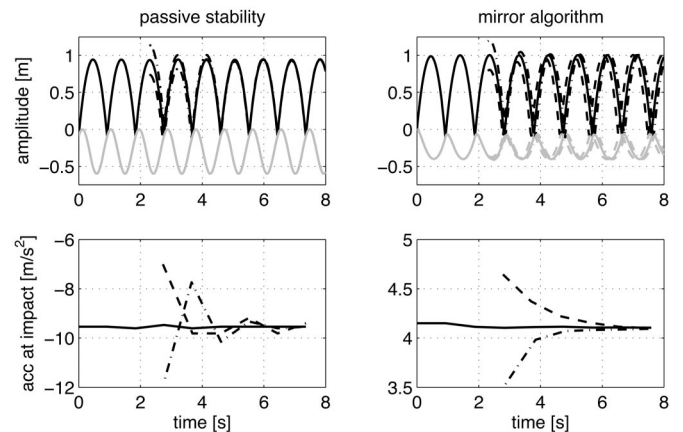 passive stability
mirror algorithm
amplitude [m]
1
0.5
0
−0.5
0 2 4 6 8
1
0.5
0
−0.5
0 2 4 6 8
acc at impact [m/s²]
−6
−8
−10
−12
0 2 4 6 8
time [s]
5
4.5
4
3.5
0 2 4 6 8
time [s]